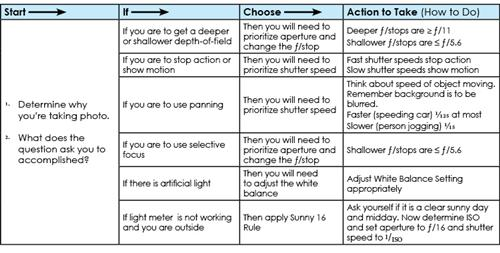 Start → If → Choose → Action to Take (How to Do)
1. Determine why
you're taking photo.
2. What does the
question ask you to
accomplished?
If you are to get a deeper
or shallower depth-of-field
Then you will need to
prioritize aperture and
change the ƒ/stop
Deeper ƒ/stops are ≥ ƒ/11
Shallower ƒ/stops are ≤ ƒ/5.6
If you are to stop action or
show motion
Then you will need to
prioritize shutter speed
Fast shutter speeds stop action
Slow shutter speeds show motion
If you are to use panning
Then you will need to
prioritize shutter speed
Think about speed of object moving.
Remember background is to be
blurred.
Faster (speeding car) 1/125 at most
Slower (person jogging) 1/15
If you are to use selective
focus
Then you will need to
prioritize aperture and
change the ƒ/stop
Shallower ƒ/stops are ≤ ƒ/5.6
If there is artificial light
Then you will need
to adjust the white
balance
Adjust White Balance Setting
appropriately
If light meter is not working
and you are outside
Then apply Sunny 16
Rule
Ask yourself if it is a clear sunny day
and midday. Now determine ISO
and set aperture to ƒ/16 and shutter
speed to 1/ISO